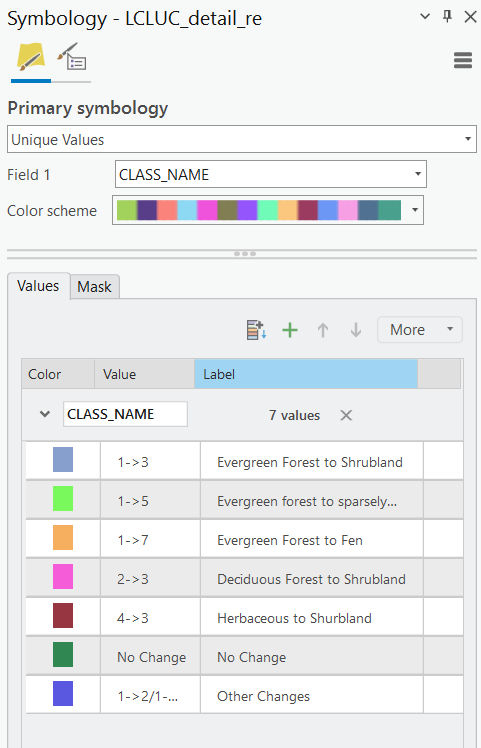 Symbology - LCLUC_detail_re
Primary symbology
Unique Values
Field 1 CLASS_NAME
Color scheme
Values Mask
More
Color Value Label
CLASS_NAME 7 values
1->3 Evergreen Forest to Shrubland
1->5 Evergreen forest to sparsely...
1->7 Evergreen Forest to Fen
2->3 Deciduous Forest to Shrubland
4->3 Herbaceous to Shurbland
No Change No Change
1->2/1-... Other Changes